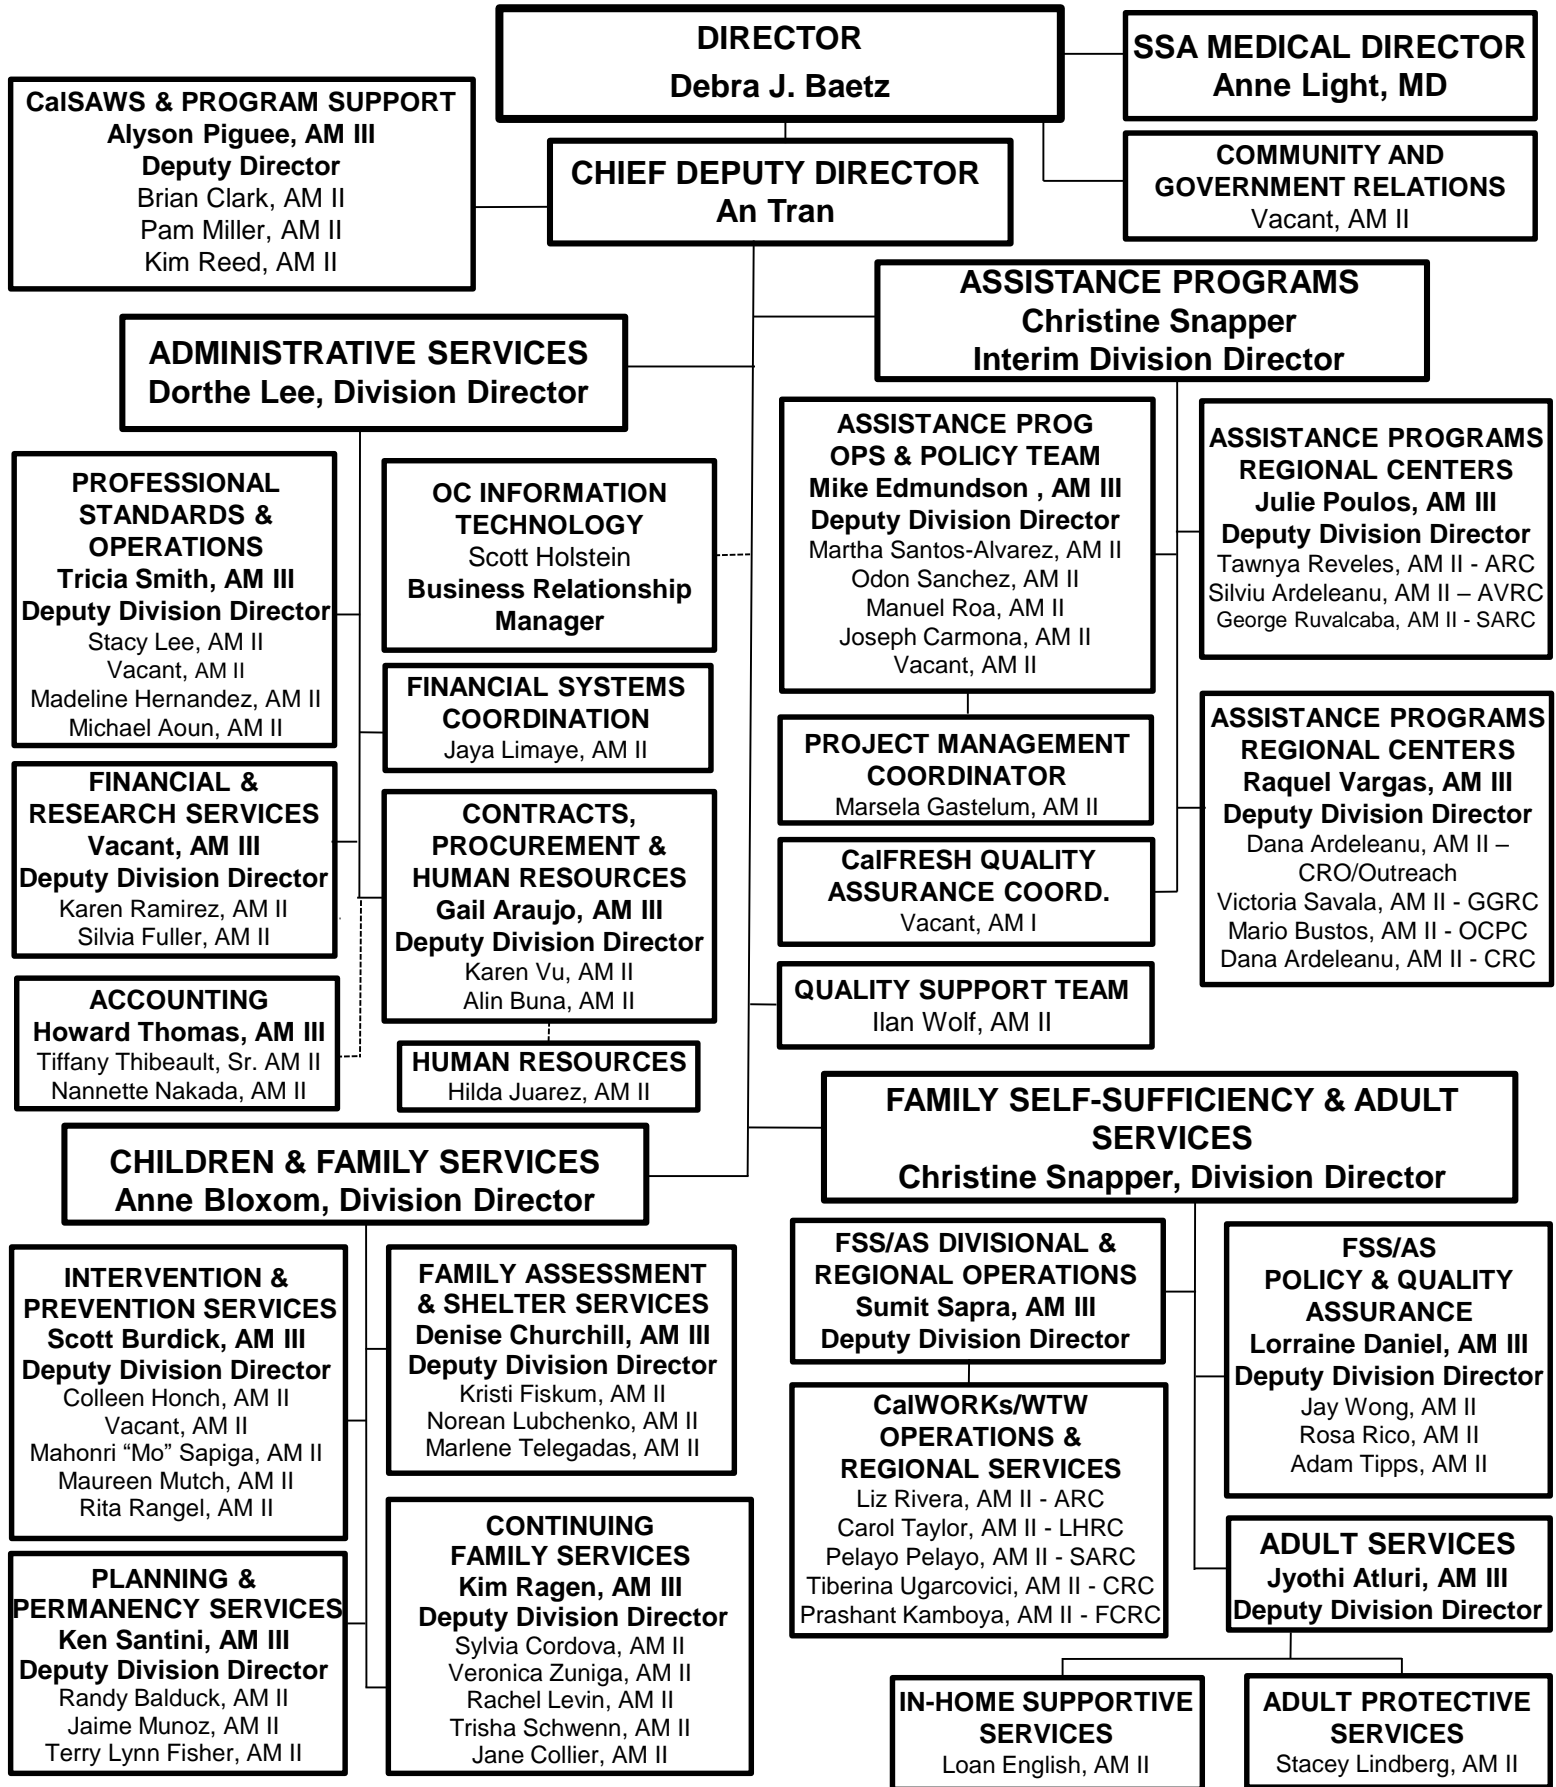 DIRECTOR
Debra J. Baetz
SSA MEDICAL DIRECTOR
Anne Light, MD
CalSAWS & PROGRAM SUPPORT
Alyson Piguee, AM III
Deputy Director
Brian Clark, AM II
Pam Miller, AM II
Kim Reed, AM II
CHIEF DEPUTY DIRECTOR
An Tran
COMMUNITY AND
GOVERNMENT RELATIONS
Vacant, AM II
ASSISTANCE PROGRAMS
Christine Snapper
Interim Division Director
ADMINISTRATIVE SERVICES
Dorthe Lee, Division Director
PROFESSIONAL
STANDARDS &
OPERATIONS
Tricia Smith, AM III
Deputy Division Director
Stacy Lee, AM II
Vacant, AM II
Madeline Hernandez, AM II
Michael Aoun, AM II
OC INFORMATION
TECHNOLOGY
Scott Holstein
Business Relationship
Manager
FINANCIAL SYSTEMS
COORDINATION
Jaya Limaye, AM II
FINANCIAL &
RESEARCH SERVICES
Vacant, AM III
Deputy Division Director
Karen Ramirez, AM II
Silvia Fuller, AM II
CONTRACTS,
PROCUREMENT &
HUMAN RESOURCES
Gail Araujo, AM III
Deputy Division Director
Karen Vu, AM II
Alin Buna, AM II
ACCOUNTING
Howard Thomas, AM III
Tiffany Thibeault, Sr. AM II
Nannette Nakada, AM II
HUMAN RESOURCES
Hilda Juarez, AM II
ASSISTANCE PROG
OPS & POLICY TEAM
Mike Edmundson , AM III
Deputy Division Director
Martha Santos-Alvarez, AM II
Odon Sanchez, AM II
Manuel Roa, AM II
Joseph Carmona, AM II
Vacant, AM II
ASSISTANCE PROGRAMS
REGIONAL CENTERS
Julie Poulos, AM III
Deputy Division Director
Tawnya Reveles, AM II - ARC
Silviu Ardeleanu, AM II – AVRC
George Ruvalcaba, AM II - SARC
PROJECT MANAGEMENT
COORDINATOR
Marsela Gastelum, AM II
ASSISTANCE PROGRAMS
REGIONAL CENTERS
Raquel Vargas, AM III
Deputy Division Director
Dana Ardeleanu, AM II –
CRO/Outreach
Victoria Savala, AM II - GGRC
Mario Bustos, AM II - OCPC
Dana Ardeleanu, AM II - CRC
CalFRESH QUALITY
ASSURANCE COORD.
Vacant, AM I
QUALITY SUPPORT TEAM
Ilan Wolf, AM II
FAMILY SELF-SUFFICIENCY & ADULT
SERVICES
Christine Snapper, Division Director
CHILDREN & FAMILY SERVICES
Anne Bloxom, Division Director
INTERVENTION &
PREVENTION SERVICES
Scott Burdick, AM III
Deputy Division Director
Colleen Honch, AM II
Vacant, AM II
Mahonri “Mo” Sapiga, AM II
Maureen Mutch, AM II
Rita Rangel, AM II
FAMILY ASSESSMENT
& SHELTER SERVICES
Denise Churchill, AM III
Deputy Division Director
Kristi Fiskum, AM II
Norean Lubchenko, AM II
Marlene Telegadas, AM II
PLANNING &
PERMANENCY SERVICES
Ken Santini, AM III
Deputy Division Director
Randy Balduck, AM II
Jaime Munoz, AM II
Terry Lynn Fisher, AM II
CONTINUING
FAMILY SERVICES
Kim Ragen, AM III
Deputy Division Director
Sylvia Cordova, AM II
Veronica Zuniga, AM II
Rachel Levin, AM II
Trisha Schwenn, AM II
Jane Collier, AM II
FSS/AS DIVISIONAL &
REGIONAL OPERATIONS
Sumit Sapra, AM III
Deputy Division Director
CalWORKs/WTW
OPERATIONS &
REGIONAL SERVICES
Liz Rivera, AM II - ARC
Carol Taylor, AM II - LHRC
Pelayo Pelayo, AM II - SARC
Tiberina Ugarcovici, AM II - CRC
Prashant Kamboya, AM II - FCRC
FSS/AS
POLICY & QUALITY
ASSURANCE
Lorraine Daniel, AM III
Deputy Division Director
Jay Wong, AM II
Rosa Rico, AM II
Adam Tipps, AM II
ADULT SERVICES
Jyothi Atluri, AM III
Deputy Division Director
IN-HOME SUPPORTIVE
SERVICES
Loan English, AM II
ADULT PROTECTIVE
SERVICES
Stacey Lindberg, AM II